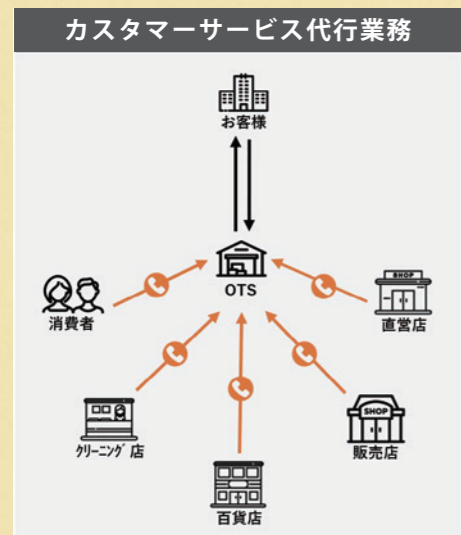 カスタマーサービス代行業務
お客様
OTS
消費者
SHOP
直営店
クリーニング店
SHOP
販売店
百貨店